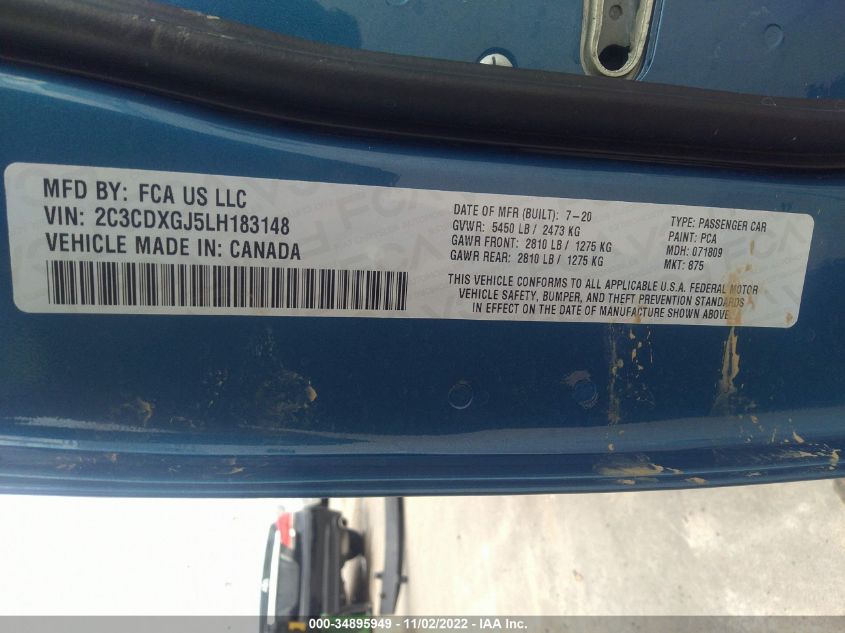 MFD BY: FCA US LLC
VIN: 2C3CDXGJ5LH183148
VEHICLE MADE IN: CANADA
DATE OF MFR (BUILT): 7-20
GVWR: 5450 LB / 2473 KG
GAWR FRONT: 2810 LB / 1275 KG
GAWR REAR: 2810 LB / 1275 KG
TYPE: PASSENGER CAR
PAINT: PCA
MDH: 071809
MKT: 875
THIS VEHICLE CONFORMS TO ALL APPLICABLE U.S.A. FEDERAL MOTOR
VEHICLE SAFETY, BUMPER, AND THEFT PREVENTION STANDARDS
IN EFFECT ON THE DATE OF MANUFACTURE SHOWN ABOVE.
000-34895949 - 11/02/2022 - IAA Inc.